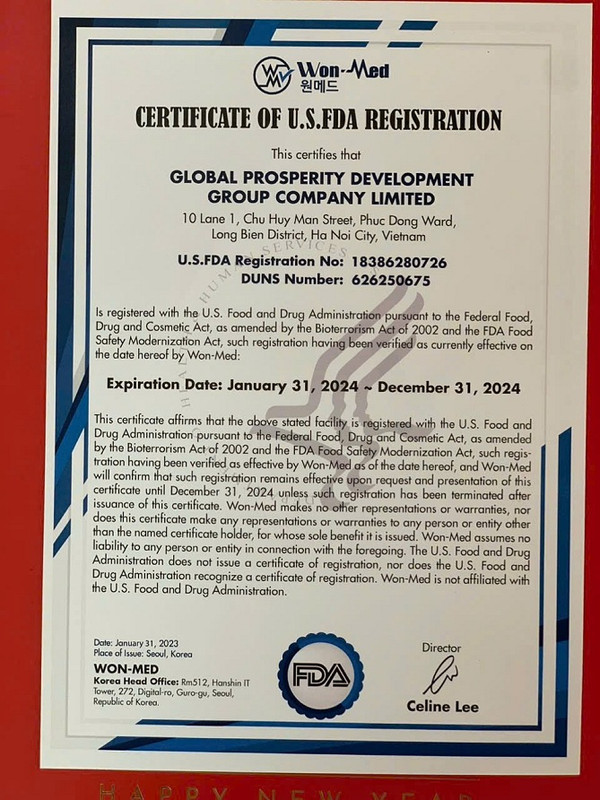 Won-Med
원메드
CERTIFICATE OF U.S.FDA REGISTRATION
This certifies that
GLOBAL PROSPERITY DEVELOPMENT
GROUP COMPANY LIMITED
10 Lane 1, Chu Huy Man Street, Phuc Dong Ward,
Long Bien District, Ha Noi City, Vietnam
U.S.FDA Registration No: 18386280726
DUNS Number: 626250675
HUMAN SERVICES
Is registered with the U.S. Food and Drug Administration pursuant to the Federal Food,
Drug and Cosmetic Act, as amended by the Bioterrorism Act of 2002 and the FDA Food
Safety Modernization Act, such registration having been verified as currently effective on
the date hereof by Won-Med:
Expiration Date: January 31, 2024 ~ December 31, 2024
This certificate affirms that the above stated facility is registered with the U.S. Food and
Drug Administration pursuant to the Federal Food, Drug and Cosmetic Act, as amended
by the Bioterrorism Act of 2002 and the FDA Food Safety Modernization Act, such regis-
tration having been verified as effective by Won-Med as of the date hereof, and Won-Med
will confirm that such registration remains effective upon request and presentation of this
certificate until December 31, 2024 unless such registration has been terminated after
issuance of this certificate. Won-Med makes no other representations or warranties, nor
does this certificate make any representations or warranties to any person or entity other
than the named certificate holder, for whose sole benefit it is issued. Won-Med assumes no
liability to any person or entity in connection with the foregoing. The U.S. Food and Drug
Administration does not issue a certificate of registration, nor does the U.S. Food and
Drug Administration recognize a certificate of registration. Won-Med is not affiliated with
the U.S. Food and Drug Administration.
Date: January 31, 2023
Place of Issue: Seoul, Korea
WON-MED
Korea Head Office: Rm512, Hanshin IT
Tower, 272, Digital-ro, Guro-gu, Seoul,
Republic of Korea.
FDA
Director
Celine Lee
HAPPY NEW YEAR